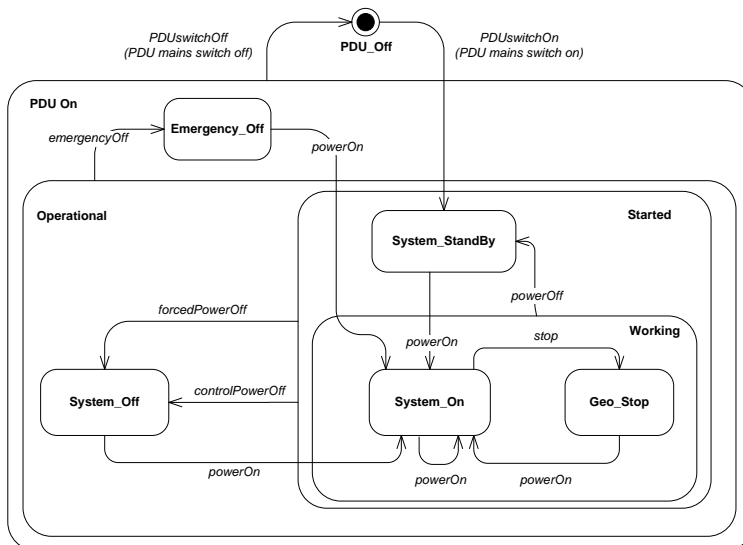 PDUswitchOff
(PDU mains switch off)
PDU_Off
PDUswitchOn
(PDU mains switch on)
PDU On
emergencyOff
Emergency_Off
powerOn
Operational
Started
System_StandBy
powerOff
forcedPowerOff
powerOn
Working
stop
System_Off
controlPowerOff
System_On
Geo_Stop
powerOn
powerOn
powerOn